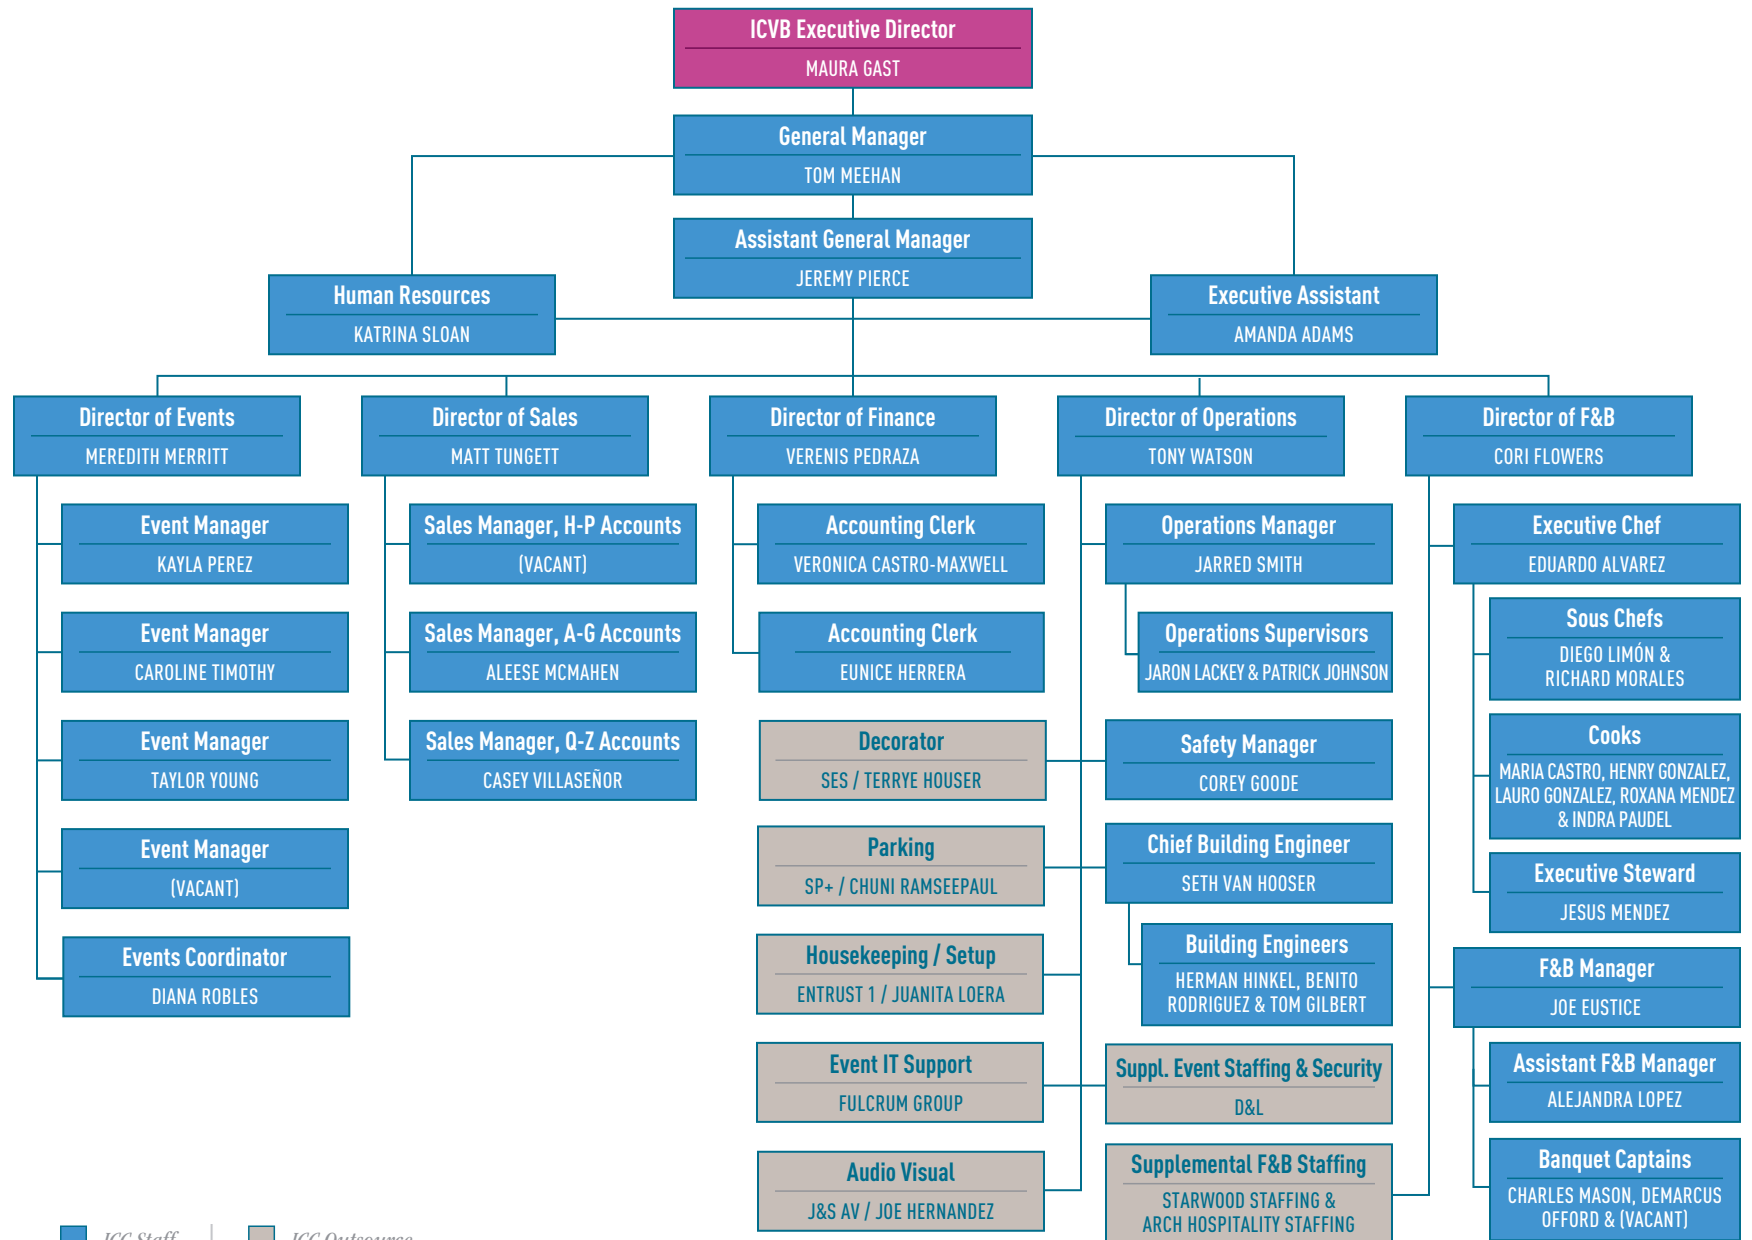 ICVB Executive Director
MAURA GAST
General Manager
TOM MEEHAN
Assistant General Manager
JEREMY PIERCE
Human Resources
KATRINA SLOAN
Executive Assistant
AMANDA ADAMS
Director of Events
MEREDITH MERRITT
Event Manager
KAYLA PEREZ
Event Manager
CAROLINE TIMOTHY
Event Manager
TAYLOR YOUNG
Event Manager
(VACANT)
Events Coordinator
DIANA ROBLES
Director of Sales
MATT TUNGETT
Sales Manager, H-P Accounts
(VACANT)
Sales Manager, A-G Accounts
ALEESE MCMAHEN
Sales Manager, Q-Z Accounts
CASEY VILLASEÑOR
Director of Finance
VERENIS PEDRAZA
Accounting Clerk
VERONICA CASTRO-MAXWELL
Accounting Clerk
EUNICE HERRERA
Director of Operations
TONY WATSON
Operations Manager
JARRED SMITH
Operations Supervisors
JARON LACKEY & PATRICK JOHNSON
Decorator
SES / TERRYE HOUSER
Safety Manager
COREY GOODE
Parking
SP+ / CHUNI RAMSEEPAUL
Chief Building Engineer
SETH VAN HOOSER
Building Engineers
HERMAN HINKEL, BENITO
RODRIGUEZ & TOM GILBERT
Housekeeping / Setup
ENTRUST 1 / JUANITA LOERA
Event IT Support
FULCRUM GROUP
Suppl. Event Staffing & Security
D&L
Audio Visual
J&S AV / JOE HERNANDEZ
Supplemental F&B Staffing
STARWOOD STAFFING &
ARCH HOSPITALITY STAFFING
Director of F&B
CORI FLOWERS
Executive Chef
EDUARDO ALVAREZ
Sous Chefs
DIEGO LIMÓN &
RICHARD MORALES
Cooks
MARIA CASTRO, HENRY GONZALEZ,
LAURO GONZALEZ, ROXANA MENDEZ
& INDRA PAUDEL
Executive Steward
JESUS MENDEZ
F&B Manager
JOE EUSTICE
Assistant F&B Manager
ALEJANDRA LOPEZ
Banquet Captains
CHARLES MASON, DEMARCUS
OFFORD & (VACANT)
ICC Staff
ICC Outsource